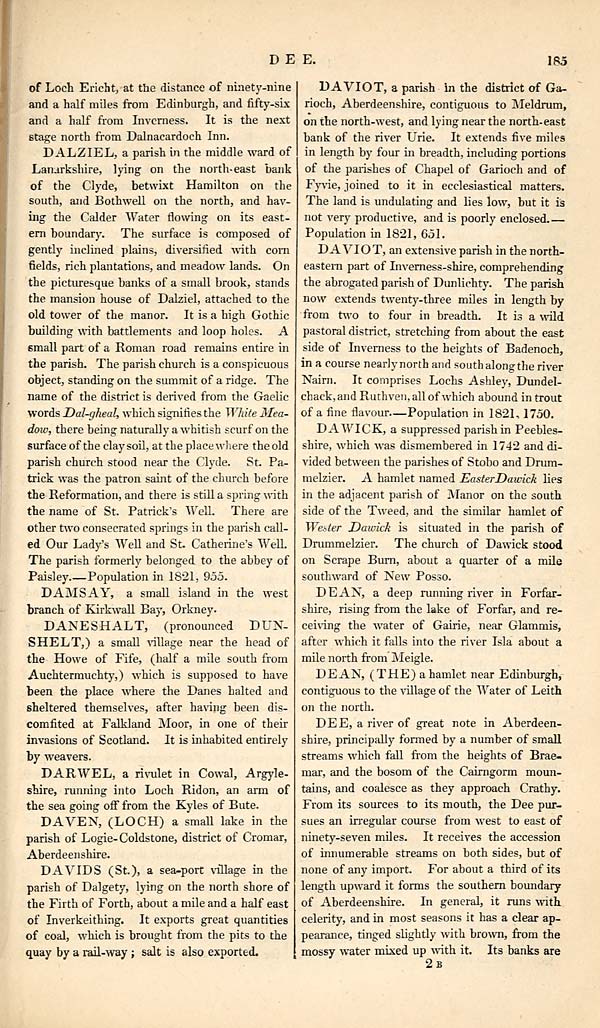 DEE.
185
of Loch Ericht, at the distance of ninety-nine
and a half miles from Edinburgh, and fifty-six
and a half from Inverness. It is the next
stage north from Dalnacardoch Inn.
DALZIEL, a parish in the middle ward of
Lanarkshire, lying on the north-east bank
of the Clyde, betwixt Hamilton on the
south, and Bothwell on the north, and hav-
ing the Calder Water flowing on its east-
ern boundary. The surface is composed of
gently inclined plains, diversified with corn
fields, rich plantations, and meadow lands. On
the picturesque banks of a small brook, stands
the mansion house of Dalziel, attached to the
old tower of the manor. It is a high Gothic
building with battlements and loop holes. A
small part of a Roman road remains entire in
the parish. The parish church is a conspicuous
object, standing on the summit of a ridge. The
name of the district is derived from the Gaelic
words Dal-gheal, which signifies the White Mea-
dow, there being naturally a whitish scurf on the
surface of the clay soil, at the place where the old
parish church stood near the Clyde. St. Pa-
trick was the patron saint of the church before
the Reformation, and there is still a spring with
the name of St. Patrick's Well. There are
other two consecrated springs in the parish call-
ed Our Lady's Well and St. Catherine's Well.
The parish formerly belonged to the abbey of
Paisley.—Population in 1821, 955.
DAMSAY, a small island in the west
branch of Kirkwall Bay, Orkney.
DANESHALT, (pronounced DUN-
SHELT,) a small village near the head of
the Howe of Fife, (half a mile south from
Auchtermuchty,) which is supposed to have
been the place where the Danes halted and
sheltered themselves, after having been dis-
comfited at Falkland Moor, in one of their
invasions of Scotland. It is inhabited entirely
by weavers.
DARWEL, a rivulet in Cowal, Argyle-
shire, running into Loch Ridon, an arm of
the sea going off from the Kyles of Bute.
DAVEN, (LOCH) a small lake in the
parish of Logie-Coldstone, district of Cromar,
Aberdeenshire.
DAVIDS (St.), a sea-port village in the
parish of Dalgety, lying on the north shore of
the Firth of Forth, about a mile and a half east
of Inverkeithing. It exports great quantities
of coal, which is brought from the pits to the
quay by a rail-way; salt is also exported.
DAVIOT, a parish in the district of Ga-
rioch, Aberdeenshire, contiguous to Meldrum,
on the north-west, and lying near the north-east
bank of the river Urie. It extends five miles
in length by four in breadth, including portions
of the parishes of Chapel of Garioch and of
Fyvie, joined to it in ecclesiastical matters.
The land is undulating and lies low, but it is
not very productive, and is poorly enclosed.—
Population in 1821, 651.
DAVIOT, an extensive parish in the north-
eastern part of Inverness-shire, comprehending
the abrogated parish of Dunlichty. The parish
now extends twenty-three miles in length by
from two to four in breadth. It is a wild
pastoral district, stretching from about the east
side of Inverness to the heights of Badenoch,
in a course nearly north and south along the river
Nairn. It comprises Lochs Ashley, Dundel-
chack, and Ruthven, all of which abound in trout
of a fine flavour.—Population in 1821, 1750.
DAWICK, a suppressed parish in Peebles-
shire, which was dismembered in 1742 and di-
vided between the parishes of Stobo and Drum-
melzier. A hamlet named Easter Dawick lies
in the adjacent parish of Manor on the south
side of the Tweed, and the similar hamlet of
Wester Dawick is situated in the parish of
Drummelzier. The church of Dawick stood
on Scrape Burn, about a quarter of a mile
southward of New Posso.
DEAN, a deep running river in Forfar-
shire, rising from the lake of Forfar, and re-
ceiving the water of Gairie, near Glammis,
after which it falls into the river Isla about a
mile north from Meigle.
DEAN, (THE) a hamlet near Edinburgh,
contiguous to the village of the Water of Leith
on the north.
DEE, a river of great note in Aberdeen-
shire, principally formed by a number of small
streams which fall from the heights of Brae-
mar, and the bosom of the Cairngorm moun-
tains, and coalesce as they approach Crathy.
From its sources to its mouth, the Dee pur-
sues an irregular course from west to east of
ninety-seven miles. It receives the accession
of innumerable streams on both sides, but of
none of any import. For about a third of its
length upward it forms the southern boundary
of Aberdeenshire. In general, it runs with
celerity, and in most seasons it has a clear ap-
pearance, tinged slightly with brown, from the
mossy water mixed up with it. Its banks are
2 B